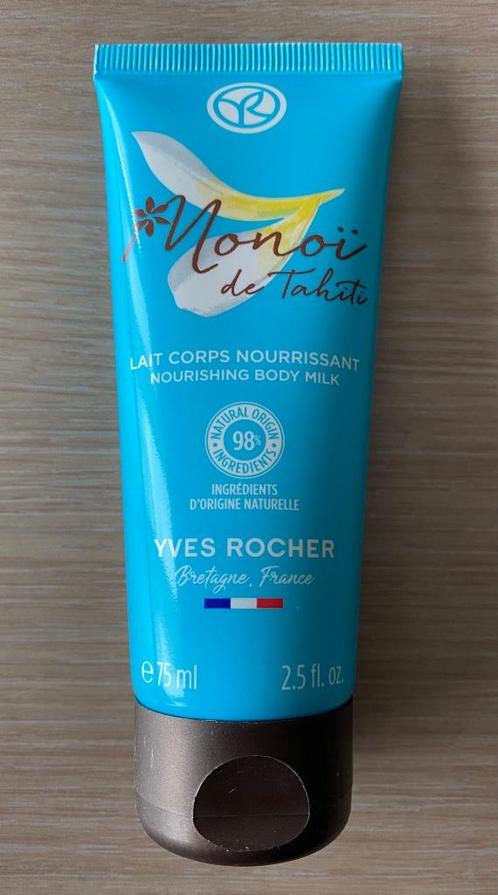 YR
Monoï
de Tahiti
LAIT CORPS NOURRISSANT
NOURISHING BODY MILK
NATURAL ORIGIN
98%
INGREDIENTS
INGRÉDIENTS
D'ORIGINE NATURELLE
YVES ROCHER
Bretagne, France
℮ 75 ml 2.5 fl. oz.